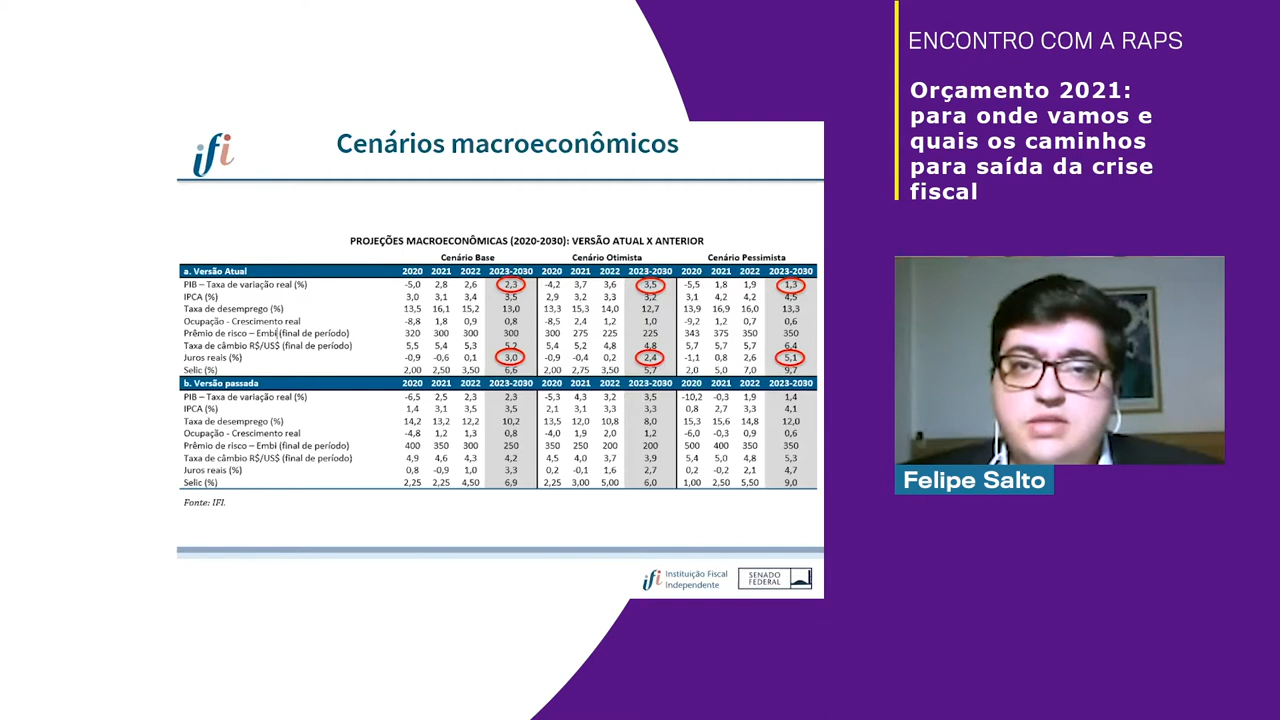 ENCONTRO COM A RAPS
Orçamento 2021:
para onde vamos e
quais os caminhos
para saída da crise
fiscal
ifi
Cenários macroeconômicos
PROJEÇÕES MACROECONÔMICAS (2020-2030): VERSÃO ATUAL X ANTERIOR
Cenário Base Cenário Otimista Cenário Pessimista
a. Versão Atual 2020 2021 2022 2023-2030 2020 2021 2022 2023-2030 2020 2021 2022 2023-2030
PIB – Taxa de variação real (%) -5,0 2,8 2,6 2,3 -4,2 3,7 3,6 3,5 -5,5 1,8 1,9 1,3
IPCA (%) 3,0 3,1 3,4 3,5 2,9 3,2 3,3 3,2 3,1 4,2 4,2 4,5
Taxa de desemprego (%) 13,5 16,1 15,2 13,0 13,3 15,3 14,0 12,7 13,9 16,9 16,0 13,3
Ocupação - Crescimento real -8,8 1,8 0,9 0,8 -8,5 2,4 1,2 1,0 -9,2 1,2 0,7 0,6
Prêmio de risco – Embi (final de período) 320 300 300 300 300 275 225 225 343 375 350 350
Taxa de câmbio R$/US$ (final de período) 5,5 5,4 5,3 5,2 5,4 5,2 4,8 4,8 5,7 5,7 5,7 6,4
Juros reais (%) -0,9 -0,6 0,1 3,0 -0,9 -0,4 0,2 2,4 -1,1 0,8 2,6 5,1
Selic (%) 2,00 2,50 3,50 6,6 2,00 2,75 3,50 5,7 2,0 5,0 7,0 9,7
b. Versão passada 2020 2021 2022 2023-2030 2020 2021 2022 2023-2030 2020 2021 2022 2023-2030
PIB – Taxa de variação real (%) -6,5 2,5 2,3 2,3 -5,3 4,3 3,2 3,5 -10,2 -0,3 1,9 1,4
IPCA (%) 1,4 3,1 3,5 3,5 2,1 3,1 3,3 3,3 0,8 2,7 3,3 4,1
Taxa de desemprego (%) 14,2 13,2 12,2 10,2 13,5 12,0 10,8 8,0 15,3 15,6 14,8 12,0
Ocupação - Crescimento real -4,8 1,2 1,3 0,8 -4,0 1,9 2,0 1,2 -6,0 -0,3 0,9 0,6
Prêmio de risco – Embi (final de período) 400 350 300 250 350 250 200 200 500 400 350 350
Taxa de câmbio R$/US$ (final de período) 4,9 4,6 4,3 4,2 4,5 4,0 3,7 3,9 5,4 5,0 4,8 5,3
Juros reais (%) 0,8 -0,9 1,0 3,3 0,2 -0,1 1,6 2,7 0,2 -0,2 2,1 4,7
Selic (%) 2,25 2,25 4,50 6,9 2,25 3,00 5,00 6,0 1,00 2,50 5,50 9,0
Fonte: IFI.
ifi Instituição Fiscal
Independente
SENADO
FEDERAL
Felipe Salto